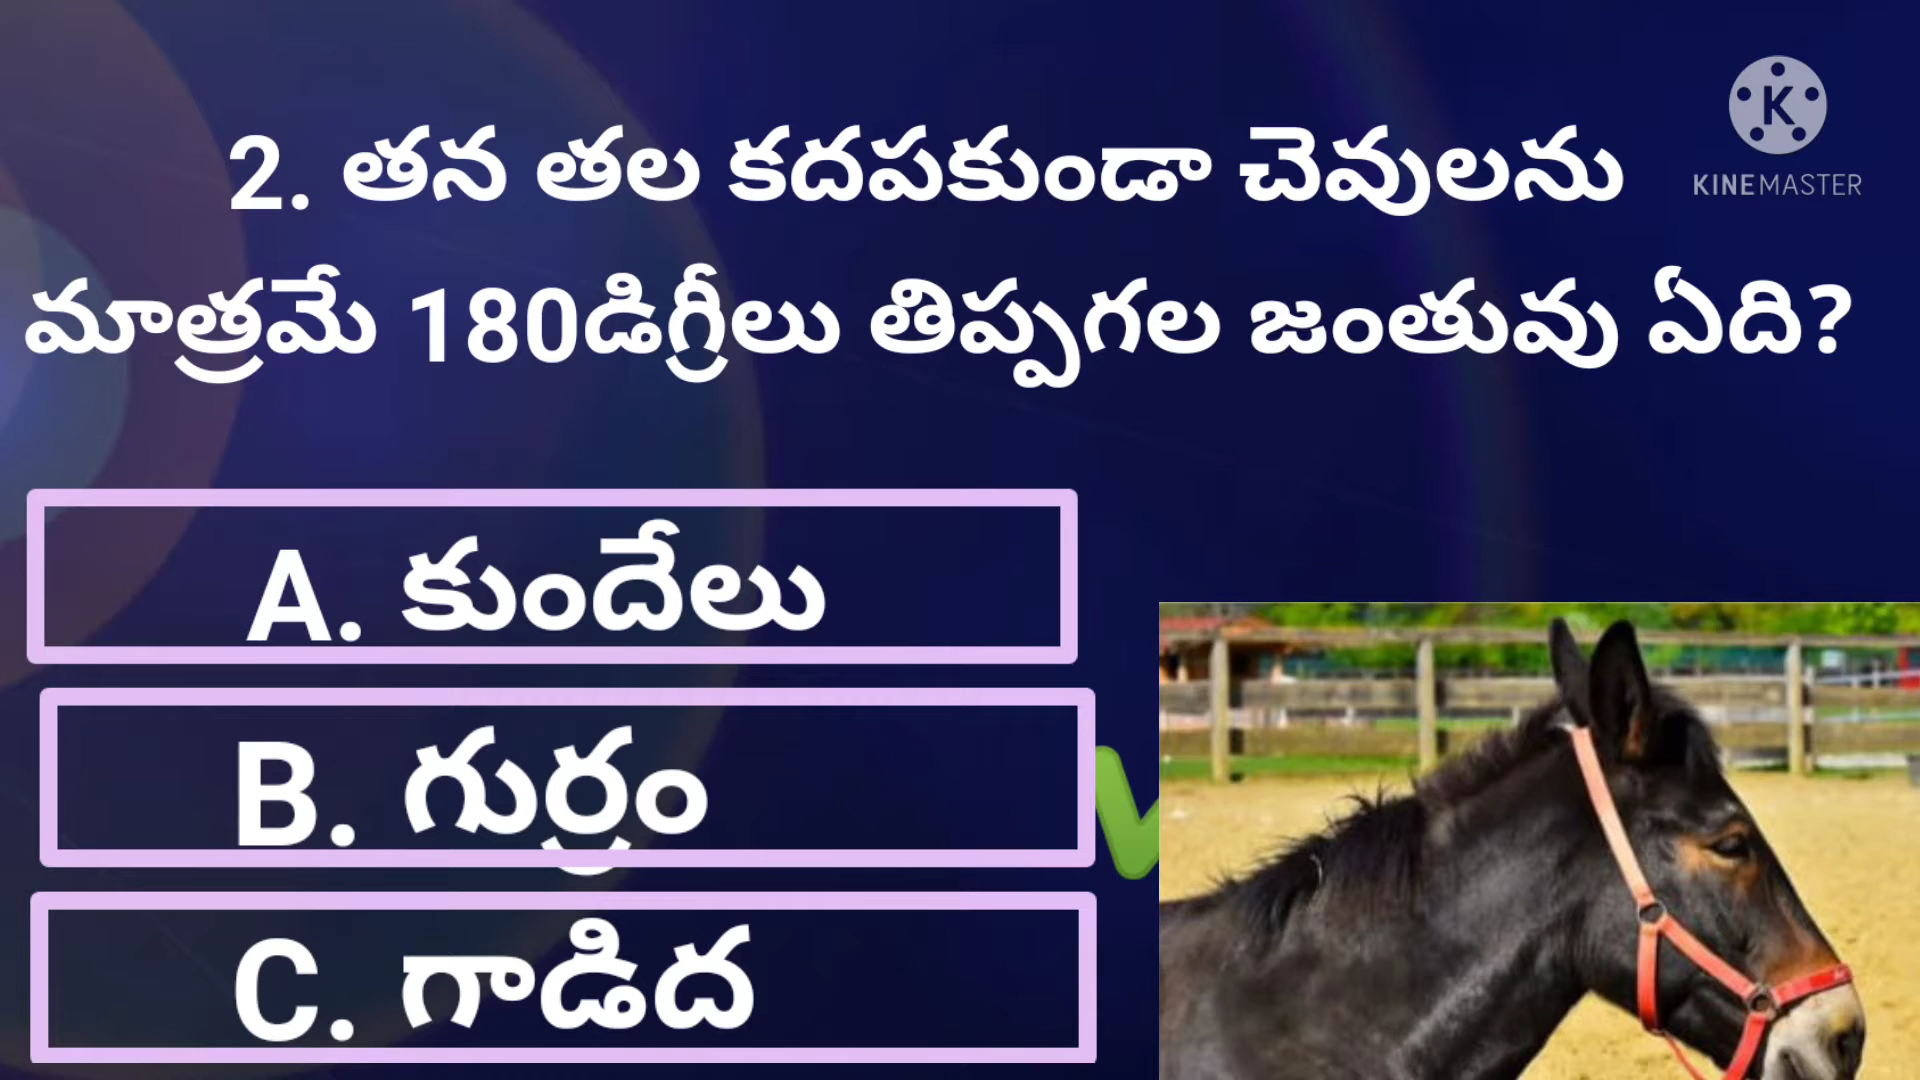 2. తన తల కదపకుండా చెవులను
మాత్రమే 180డిగ్రీలు తిప్పగల జంతువు ఏది?
KINEMASTER
A. కుందేలు
B. గుర్రం
C. గాడిద